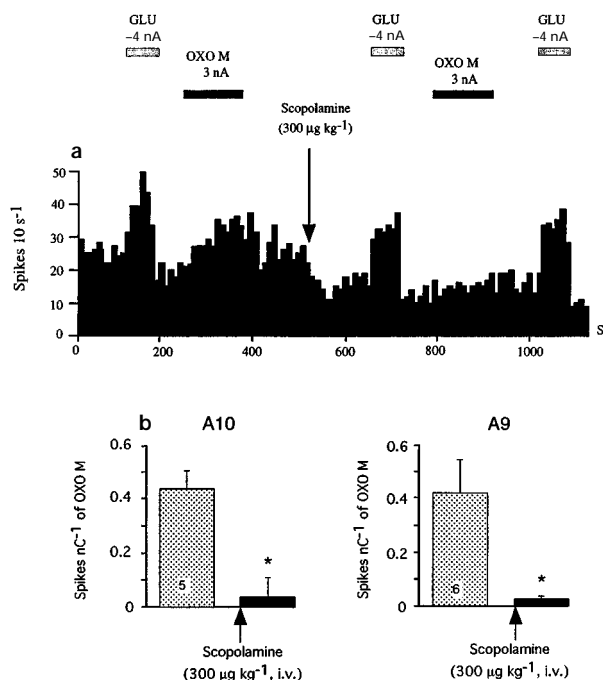 GLU GLU GLU
−4 nA −4 nA −4 nA
OXO M OXO M
3 nA 3 nA
Scopolamine
(300 µg kg⁻¹)
a
Spikes 10 s⁻¹
50
40
30
20
10
0
0 200 400 600 800 1000 S
b A10 A9
Spikes nC⁻¹ of OXO M
0.6
0.4
0.2
0
5
*
Scopolamine
(300 µg kg⁻¹, i.v.)
Spikes nC⁻¹ of OXO M
0.6
0.4
0.2
0
6
*
Scopolamine
(300 µg kg⁻¹, i.v.)